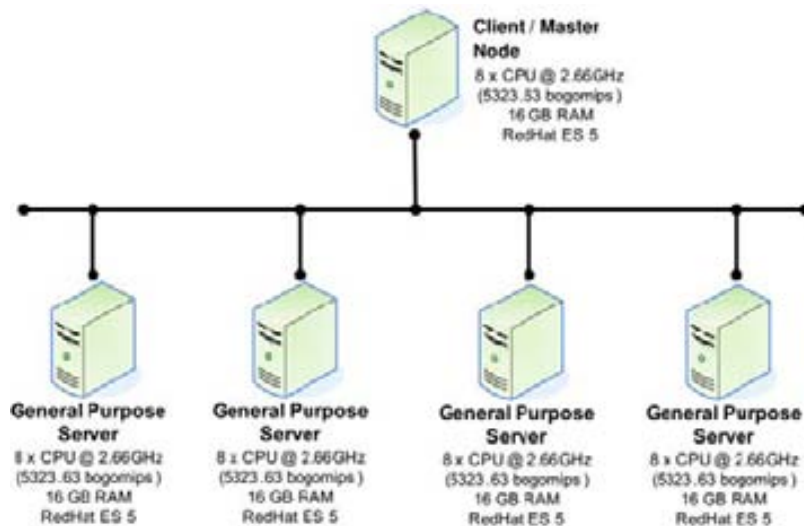 Client / Master
Node
8 x CPU @ 2.66GHz
(5323.63 bogomips )
16 GB RAM
RedHat ES 5
General Purpose
Server
8 x CPU @ 2.66GHz
(5323.63 bogomips )
16 GB RAM
RedHat ES 5
General Purpose
Server
8 x CPU @ 2.66GHz
(5323.63 bogomips )
16 GB RAM
RedHat ES 5
General Purpose
Server
8 x CPU @ 2.66GHz
(5323.63 bogomips )
16 GB RAM
RedHat ES 5
General Purpose
Server
8 x CPU @ 2.66GHz
(5323.63 bogomips )
16 GB RAM
RedHat ES 5